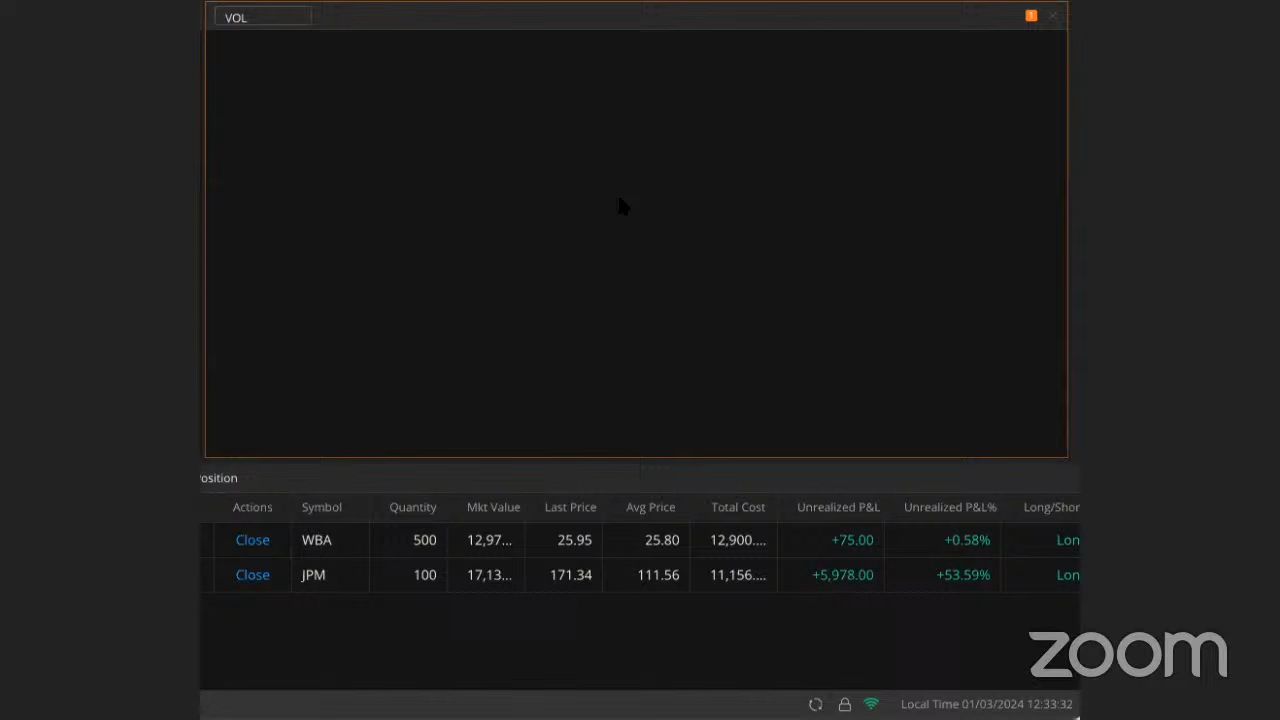 VOL
1
osition
Actions Symbol Quantity Mkt Value Last Price Avg Price Total Cost Unrealized P&L Unrealized P&L% Long/Shor
Close WBA 500 12,97... 25.95 25.80 12,900.... +75.00 +0.58% Lon
Close JPM 100 17,13... 171.34 111.56 11,156.... +5,978.00 +53.59% Lon
zoom
Local Time 01/03/2024 12:33:32